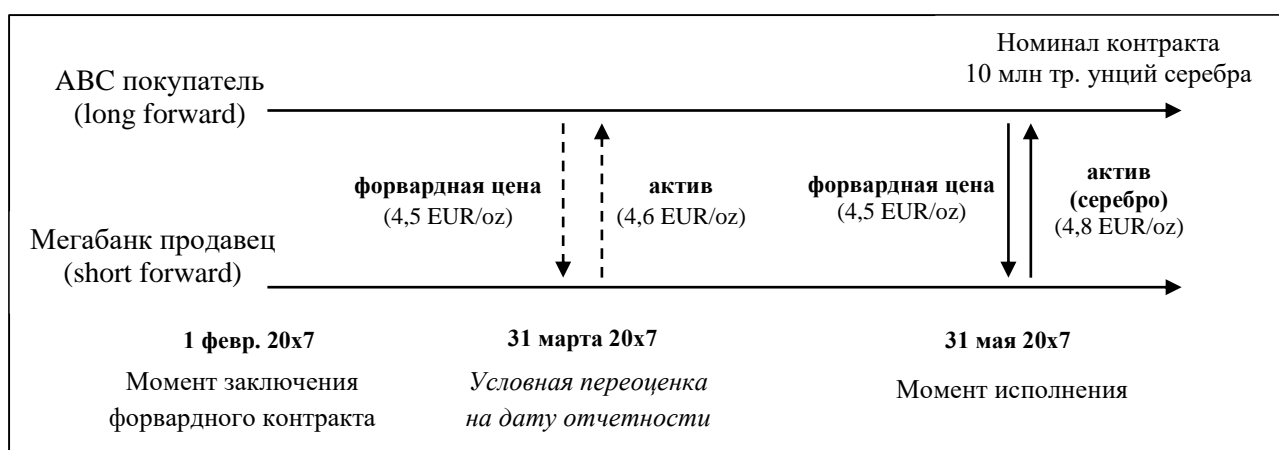 Номинал контракта
10 млн тр. унций серебра
ABC покупатель
(long forward)
форвардная цена
(4,5 EUR/oz)
актив
(4,6 EUR/oz)
форвардная цена
(4,5 EUR/oz)
актив
(серебро)
(4,8 EUR/oz)
Мегабанк продавец
(short forward)
1 февр. 20x7
31 марта 20x7
31 мая 20x7
Момент заключения
форвардного контракта
Условная переоценка
на дату отчетности
Момент исполнения